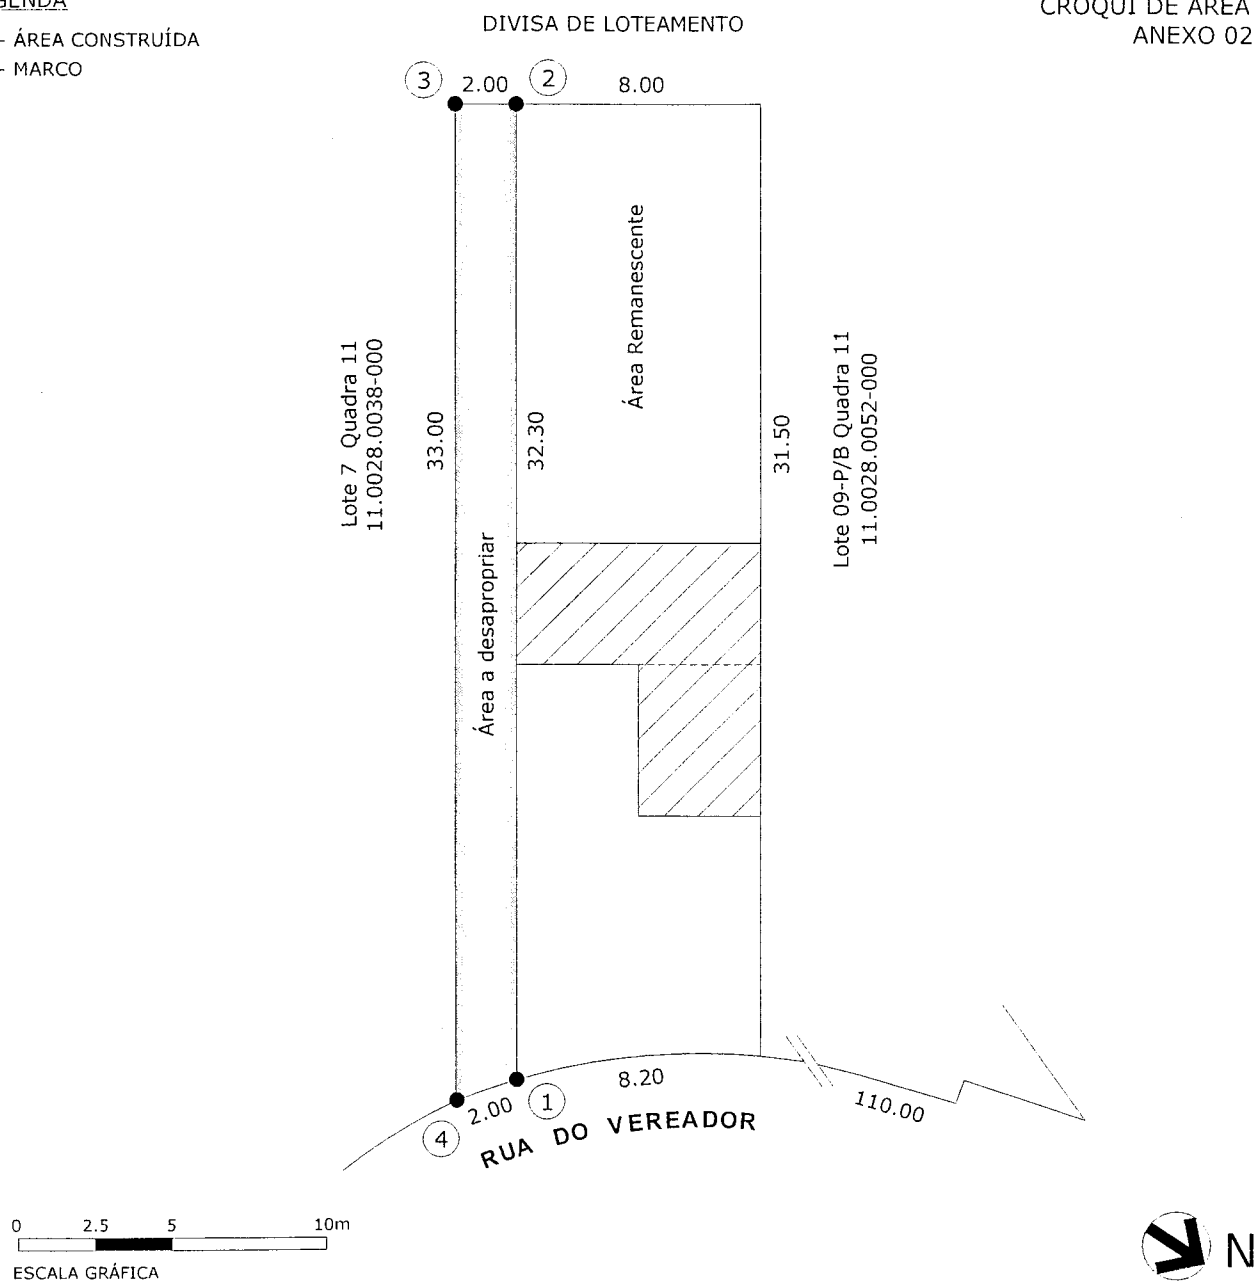 GENDA
- ÁREA CONSTRUÍDA
- MARCO
CROQUI DE ÁREA
ANEXO 02
DIVISA DE LOTEAMENTO
3
2.00
2
8.00
Área Remanescente
Lote 7 Quadra 11
11.0028.0038-000
33.00
32.30
31.50
Lote 09-P/B Quadra 11
11.0028.0052-000
Área a desapropriar
8.20
2.00
1
110.00
4
RUA DO VEREADOR
0 2.5 5 10m
ESCALA GRÁFICA
N